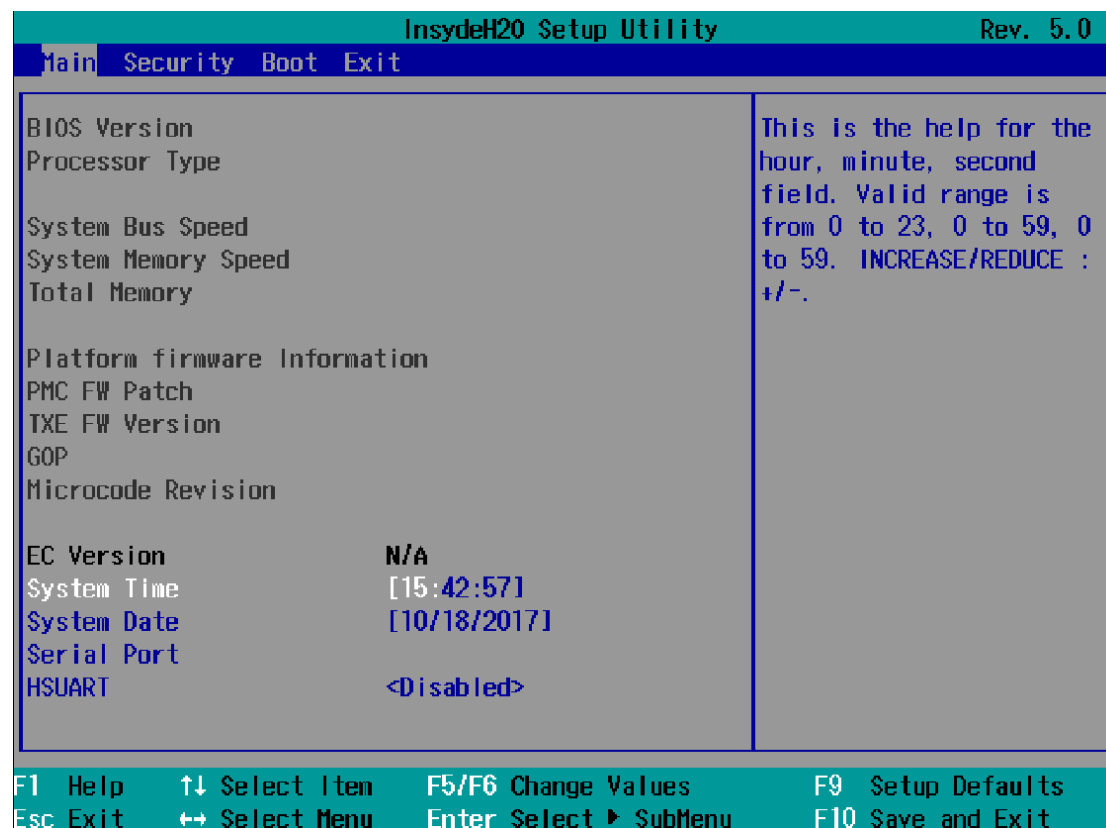 InsydeH20 Setup Utility Rev. 5.0
Main Security Boot Exit
BIOS Version
Processor Type
System Bus Speed
System Memory Speed
Total Memory
Platform firmware Information
PMC FW Patch
TXE FW Version
GOP
Microcode Revision
EC Version N/A
System Time [15:42:57]
System Date [10/18/2017]
Serial Port
HSUART <Disabled>
This is the help for the
hour, minute, second
field. Valid range is
from 0 to 23, 0 to 59, 0
to 59. INCREASE/REDUCE :
+/-.
F1 Help ↑↓ Select Item F5/F6 Change Values F9 Setup Defaults
Esc Exit ↔ Select Menu Enter Select ▶ SubMenu F10 Save and Exit